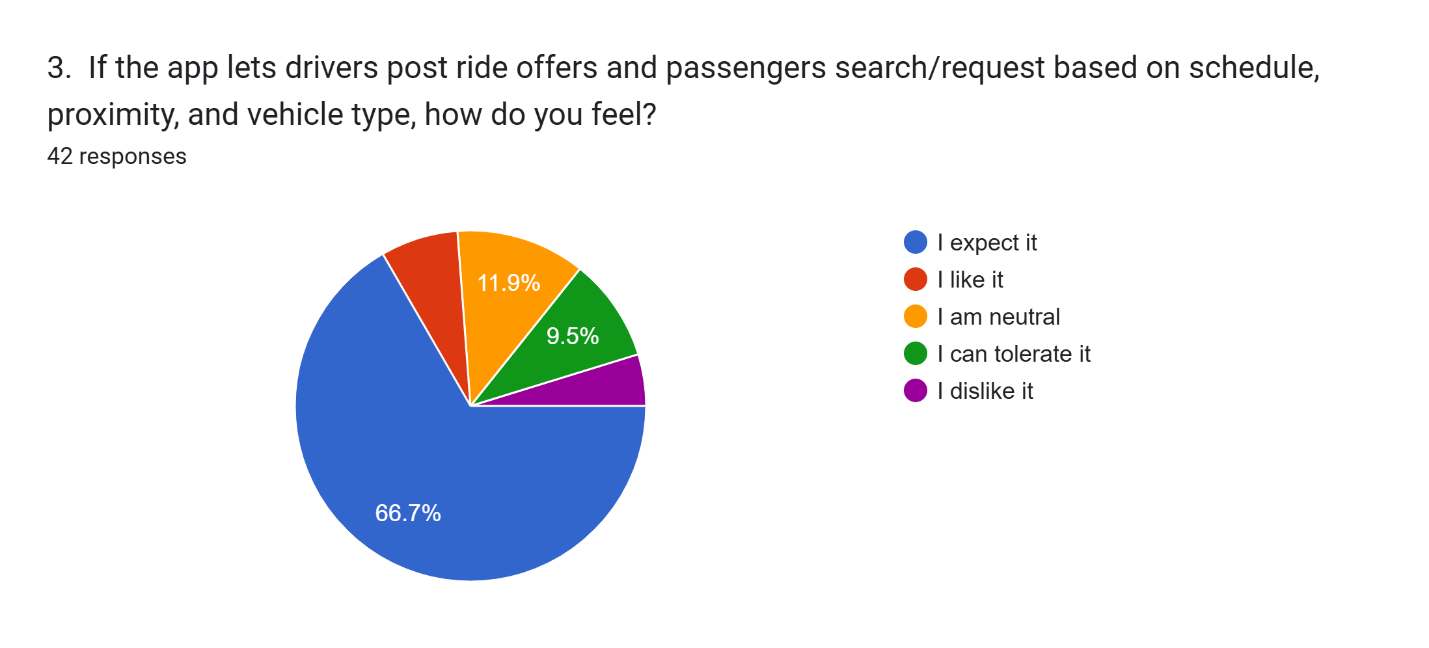 3. If the app lets drivers post ride offers and passengers search/request based on schedule,
proximity, and vehicle type, how do you feel?
42 responses
11.9%
9.5%
66.7%
I expect it
I like it
I am neutral
I can tolerate it
I dislike it